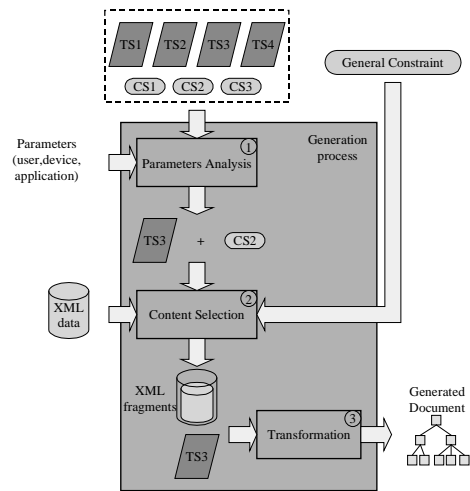 TS1 TS2 TS3 TS4
CS1 CS2 CS3
General Constraint
Parameters
(user,device,
application)
1
Parameters Analysis
Generation
process
TS3 + CS2
XML
data
2
Content Selection
XML
fragments
TS3
3
Transformation
Generated
Document